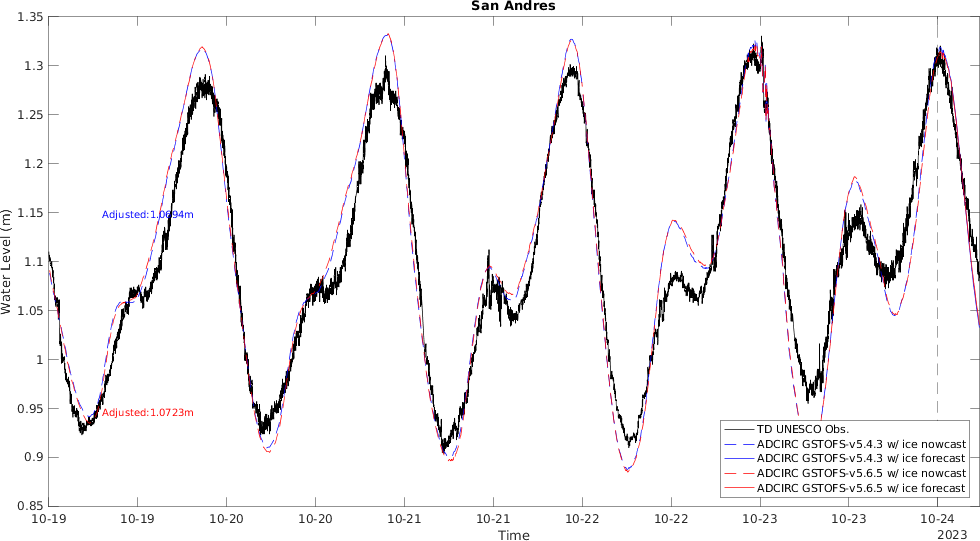 San Andres
1.35
1.3
1.25
1.2
1.15
1.1
1.05
1
0.95
0.9
0.85
Water Level (m)
Adjusted:1.0694m
Adjusted:1.0723m
TD UNESCO Obs.
ADCIRC GSTOFS-v5.4.3 w/ ice nowcast
ADCIRC GSTOFS-v5.4.3 w/ ice forecast
ADCIRC GSTOFS-v5.6.5 w/ ice nowcast
ADCIRC GSTOFS-v5.6.5 w/ ice forecast
10-19 10-19 10-20 10-20 10-21 10-21 10-22 10-22 10-23 10-23 10-24
Time 2023